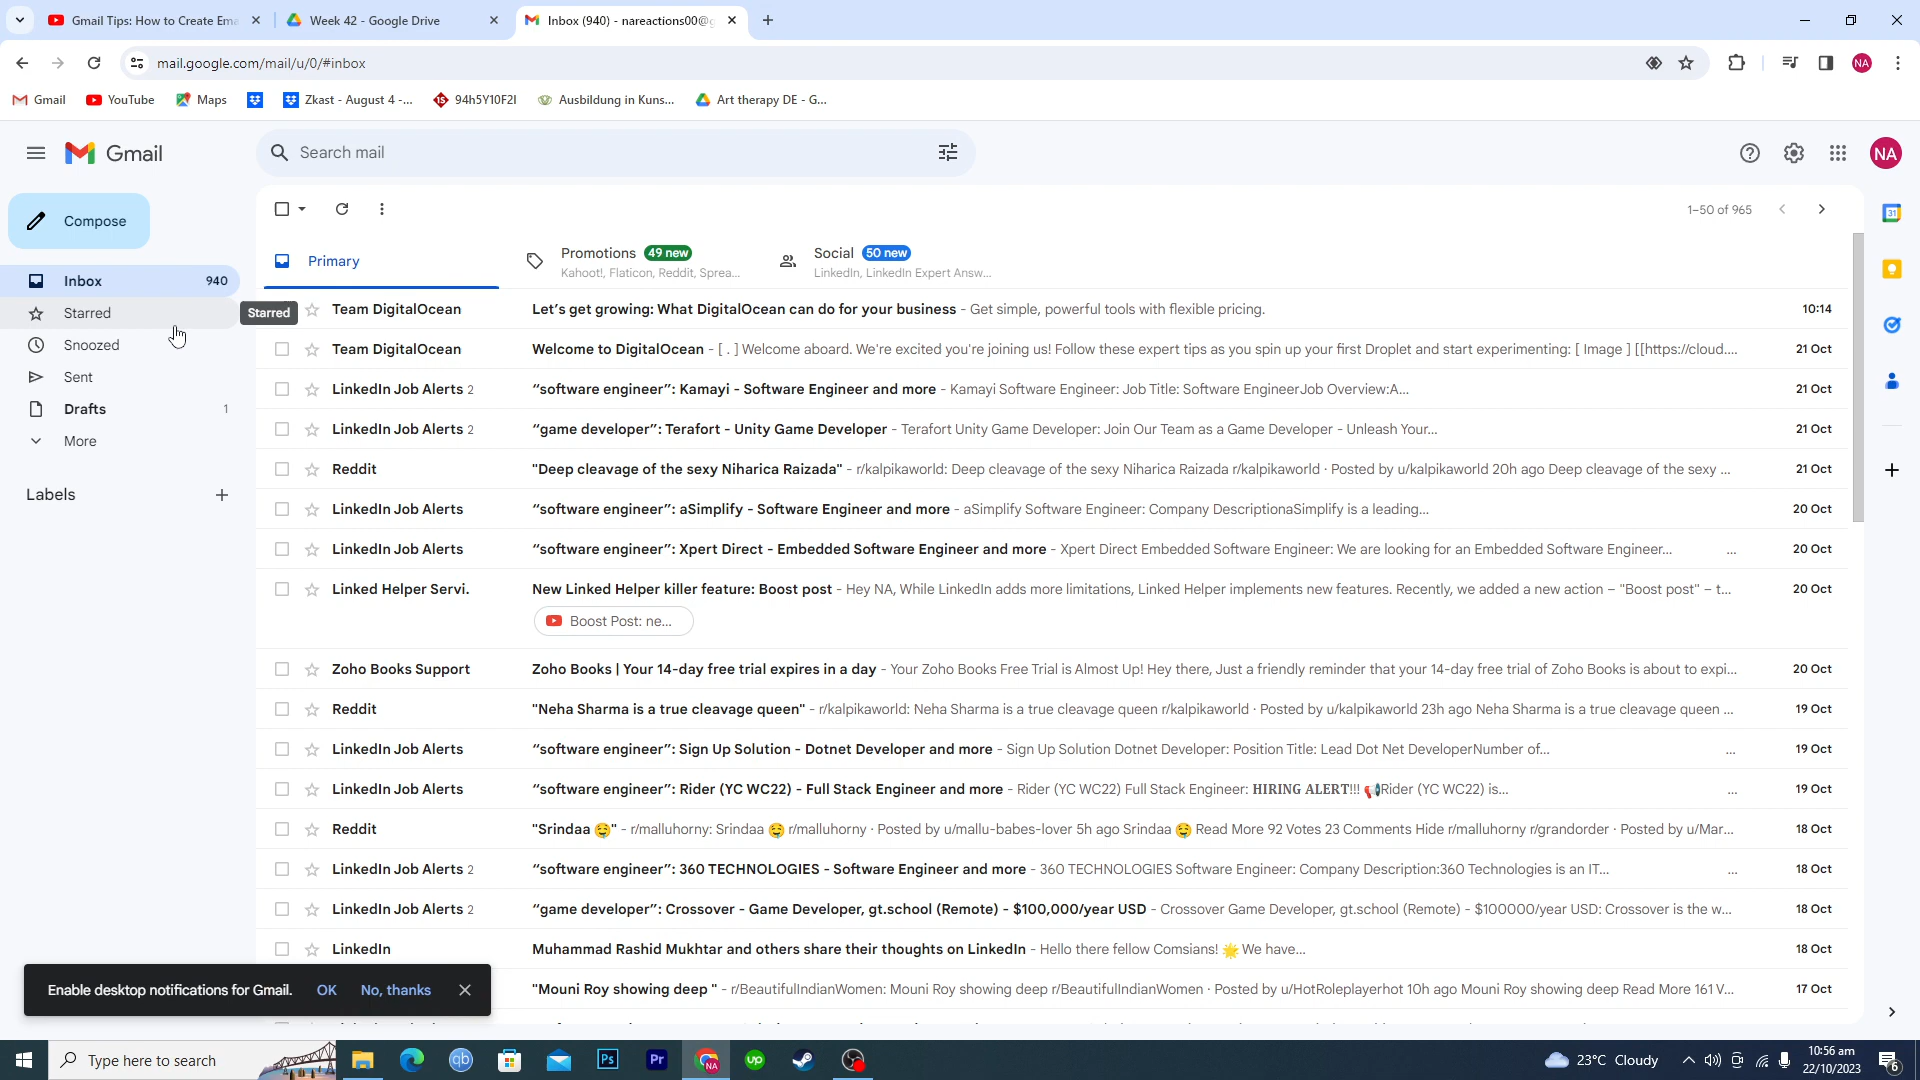 Gmail Tips: How to Create Ema
Week 42 - Google Drive
Inbox (940) - nareactions00@g
mail.google.com/mail/u/0/#inbox
NA
Gmail
YouTube
Maps
Zkast - August 4 -...
94h5Y10F2I
Ausbildung in Kuns...
Art therapy DE - G...
Gmail
Search mail
NA
Compose
1–50 of 965
Inbox 940
Starred
Snoozed
Sent
Drafts 1
More
Labels
Starred
Primary
Promotions 49 new
Kahoot!, Flaticon, Reddit, Sprea...
Social 50 new
LinkedIn, LinkedIn Expert Answ...
Team DigitalOcean Let's get growing: What DigitalOcean can do for your business - Get simple, powerful tools with flexible pricing. 10:14
Team DigitalOcean Welcome to DigitalOcean - [ . ] Welcome aboard. We're excited you're joining us! Follow these expert tips as you spin up your first Droplet and start experimenting: [ Image ] [[https://cloud.... 21 Oct
LinkedIn Job Alerts 2 “software engineer”: Kamayi - Software Engineer and more - Kamayi Software Engineer: Job Title: Software EngineerJob Overview:A... 21 Oct
LinkedIn Job Alerts 2 “game developer”: Terafort - Unity Game Developer - Terafort Unity Game Developer: Join Our Team as a Game Developer - Unleash Your... 21 Oct
Reddit "Deep cleavage of the sexy Niharica Raizada" - r/kalpikaworld: Deep cleavage of the sexy Niharica Raizada r/kalpikaworld · Posted by u/kalpikaworld 20h ago Deep cleavage of the sexy ... 21 Oct
LinkedIn Job Alerts “software engineer”: aSimplify - Software Engineer and more - aSimplify Software Engineer: Company DescriptionaSimplify is a leading... 20 Oct
LinkedIn Job Alerts “software engineer”: Xpert Direct - Embedded Software Engineer and more - Xpert Direct Embedded Software Engineer: We are looking for an Embedded Software Engineer... ... 20 Oct
Linked Helper Servi. New Linked Helper killer feature: Boost post - Hey NA, While LinkedIn adds more limitations, Linked Helper implements new features. Recently, we added a new action – "Boost post" – t... 20 Oct
Boost Post: ne...
Zoho Books Support Zoho Books | Your 14-day free trial expires in a day - Your Zoho Books Free Trial is Almost Up! Hey there, Just a friendly reminder that your 14-day free trial of Zoho Books is about to expi... 20 Oct
Reddit "Neha Sharma is a true cleavage queen" - r/kalpikaworld: Neha Sharma is a true cleavage queen r/kalpikaworld · Posted by u/kalpikaworld 23h ago Neha Sharma is a true cleavage queen ... 19 Oct
LinkedIn Job Alerts “software engineer”: Sign Up Solution - Dotnet Developer and more - Sign Up Solution Dotnet Developer: Position Title: Lead Dot Net DeveloperNumber of... ... 19 Oct
LinkedIn Job Alerts “software engineer”: Rider (YC WC22) - Full Stack Engineer and more - Rider (YC WC22) Full Stack Engineer: HIRING ALERT!!! 📢Rider (YC WC22) is... ... 19 Oct
Reddit "Srindaa 🤤" - r/malluhorny: Srindaa 🤤 r/malluhorny · Posted by u/mallu-babes-lover 5h ago Srindaa 🤤 Read More 92 Votes 23 Comments Hide r/malluhorny r/grandorder · Posted by u/Mar... 18 Oct
LinkedIn Job Alerts 2 “software engineer”: 360 TECHNOLOGIES - Software Engineer and more - 360 TECHNOLOGIES Software Engineer: Company Description:360 Technologies is an IT... ... 18 Oct
LinkedIn Job Alerts 2 “game developer”: Crossover - Game Developer, gt.school (Remote) - $100,000/year USD - Crossover Game Developer, gt.school (Remote) - $100000/year USD: Crossover is the w... 18 Oct
LinkedIn Muhammad Rashid Mukhtar and others share their thoughts on LinkedIn - Hello there fellow Comsians! 🌟 We have... 18 Oct
"Mouni Roy showing deep " - r/BeautifulIndianWomen: Mouni Roy showing deep r/BeautifulIndianWomen · Posted by u/HotRoleplayerhot 10h ago Mouni Roy showing deep Read More 161 V... 17 Oct
Enable desktop notifications for Gmail. OK No, thanks
Type here to search
23°C Cloudy
10:56 am
22/10/2023
6